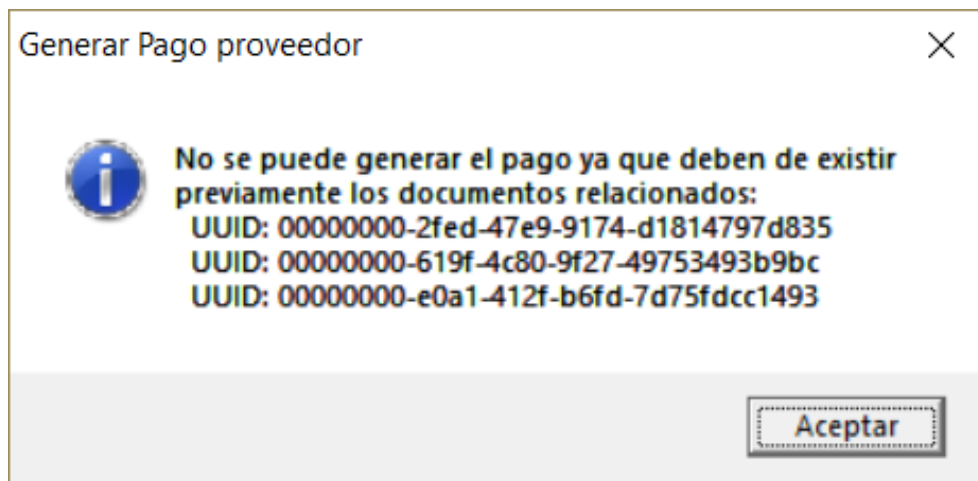 Generar Pago proveedor
No se puede generar el pago ya que deben de existir
previamente los documentos relacionados:
UUID: 00000000-2fed-47e9-9174-d1814797d835
UUID: 00000000-619f-4c80-9f27-49753493b9bc
UUID: 00000000-e0a1-412f-b6fd-7d75fdcc1493
Aceptar